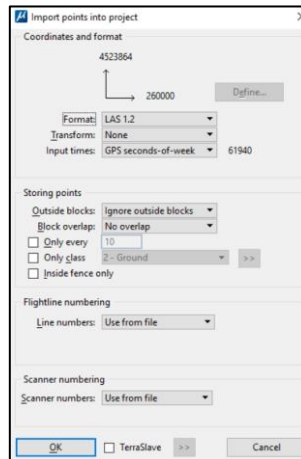 Import points into project
Coordinates and format
4523864
260000
Define...
Format: LAS 1.2
Transform: None
Input times: GPS seconds-of-week 61940
Storing points
Outside blocks: Ignore outside blocks
Block overlap: No overlap
Only every 10
Only class 2 - Ground >>
Inside fence only
Flightline numbering
Line numbers: Use from file
Scanner numbering
Scanner numbers: Use from file
OK TerraSlave >> Cancel